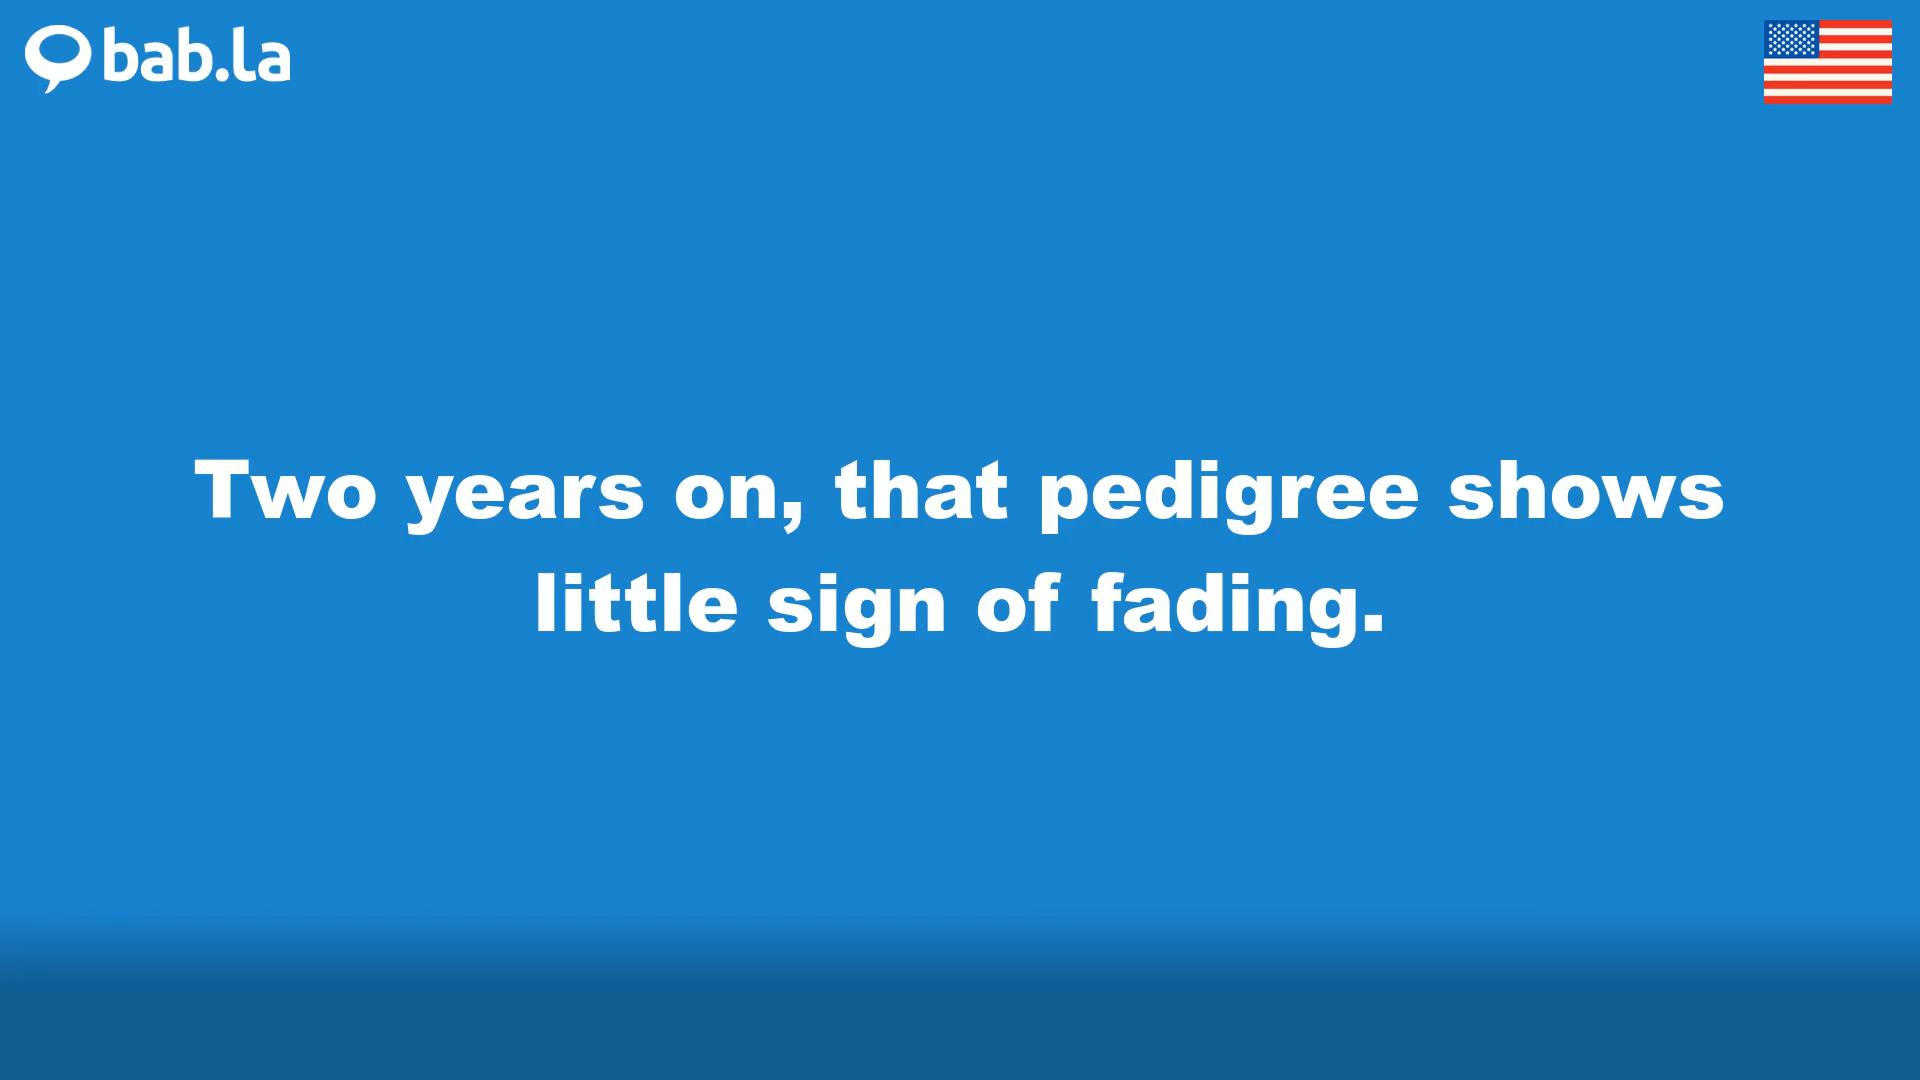 bab.la
Two years on, that pedigree shows
little sign of fading.